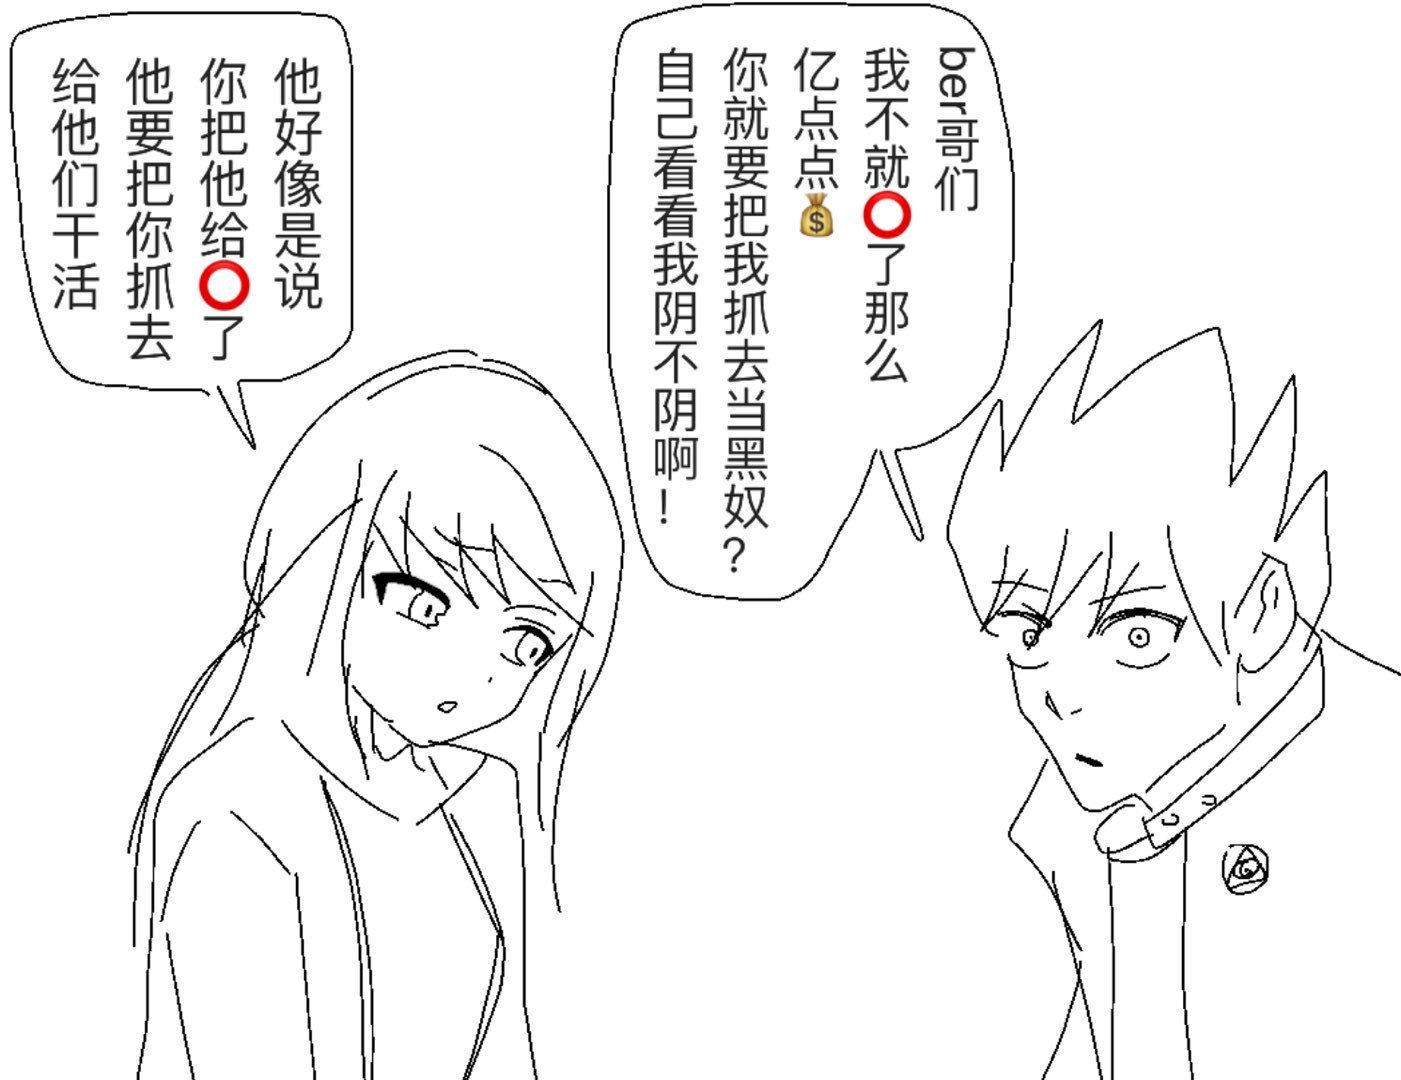 ber哥们
我不就⭕了那么
亿点点💰
你就要把我抓去当黑奴？
自己看看我阴不阴啊！
他好像是说
你把他给⭕了
他要把你抓去
给他们干活